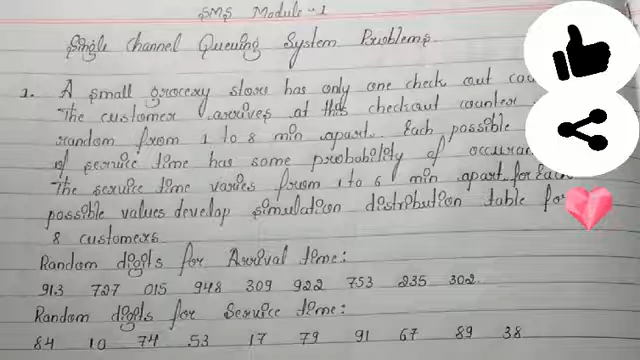 SMS Module-1
Single Channel Queuing System Problems.
1. A small grocery store has only one check out
The customer arrives at this checkout counter
random from 1 to 8 min apart. Each possible
of service time has some probability of
The service time varies from 1 to 6 min apart. for Each
possible values develop simulation distribution table for
8 customers
Random digits for Arrival time:
913 727 015 948 309 922 753 235 302
Random digits for Service time:
84 10 74 53 17 79 91 67 89 38